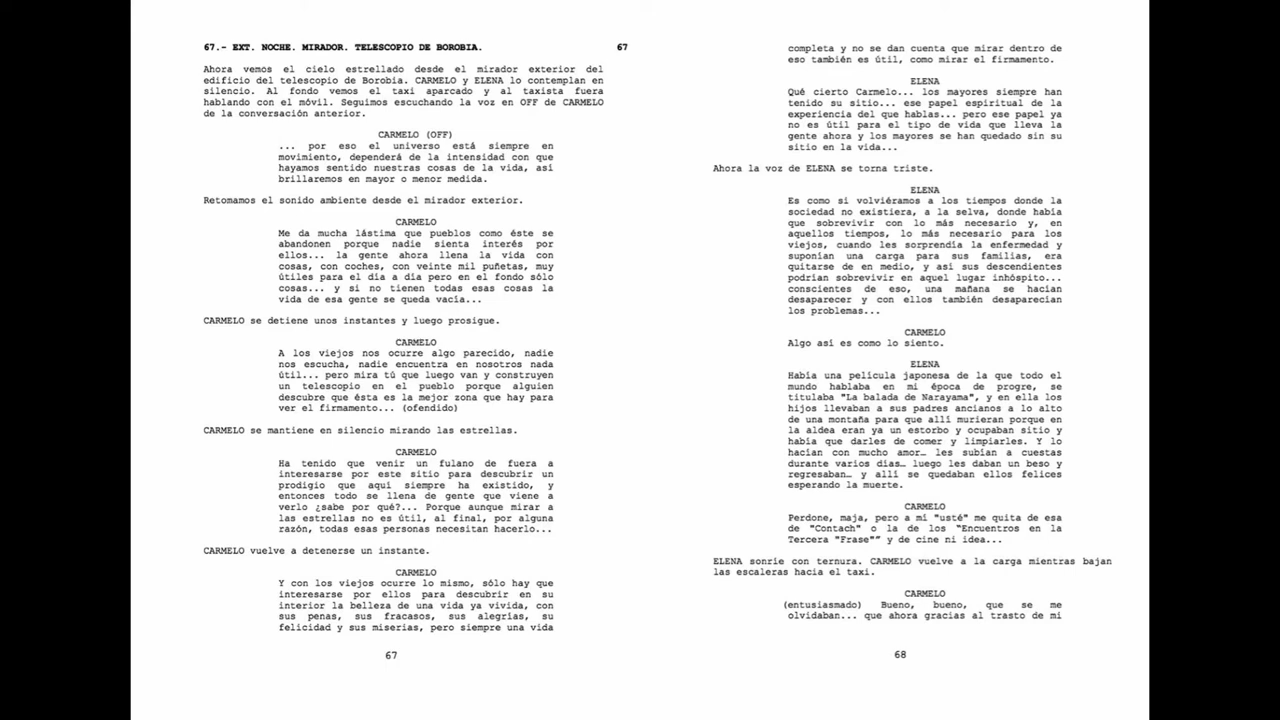 67.- EXT. NOCHE. MIRADOR. TELESCOPIO DE BOROBIA. 67
Ahora vemos el cielo estrellado desde el mirador exterior del
edificio del telescopio de Borobia. CARMELO y ELENA lo contemplan en
silencio. Al fondo vemos el taxi aparcado y al taxista fuera
hablando con el móvil. Seguimos escuchando la voz en OFF de CARMELO
de la conversación anterior.
CARMELO (OFF)
... por eso el universo está siempre en
movimiento, dependerá de la intensidad con que
hayamos sentido nuestras cosas de la vida, así
brillaremos en mayor o menor medida.
Retomamos el sonido ambiente desde el mirador exterior.
CARMELO
Me da mucha lástima que pueblos como éste se
abandonen porque nadie sienta interés por
ellos... la gente ahora llena la vida con
cosas, con coches, con veinte mil puñetas, muy
útiles para el día a día pero en el fondo sólo
cosas... y si no tienen todas esas cosas la
vida de esa gente se queda vacía...
CARMELO se detiene unos instantes y luego prosigue.
CARMELO
A los viejos nos ocurre algo parecido, nadie
nos escucha, nadie encuentra en nosotros nada
útil... pero mira tú que luego van y construyen
un telescopio en el pueblo porque alguien
descubre que ésta es la mejor zona que hay para
ver el firmamento... (ofendido)
CARMELO se mantiene en silencio mirando las estrellas.
CARMELO
Ha tenido que venir un fulano de fuera a
interesarse por este sitio para descubrir un
prodigio que aquí siempre ha existido, y
entonces todo se llena de gente que viene a
verlo ¿sabe por qué?... Porque aunque mirar a
las estrellas no es útil, al final, por alguna
razón, todas esas personas necesitan hacerlo...
CARMELO vuelve a detenerse un instante.
CARMELO
Y con los viejos ocurre lo mismo, sólo hay que
interesarse por ellos para descubrir en su
interior la belleza de una vida ya vivida, con
sus penas, sus fracasos, sus alegrías, su
felicidad y sus miserias, pero siempre una vida
67
completa y no se dan cuenta que mirar dentro de
eso también es útil, como mirar el firmamento.
ELENA
Qué cierto Carmelo... los mayores siempre han
tenido su sitio... ese papel espiritual de la
experiencia del que hablas... pero ese papel ya
no es útil para el tipo de vida que lleva la
gente ahora y los mayores se han quedado sin su
sitio en la vida...
Ahora la voz de ELENA se torna triste.
ELENA
Es como si volviéramos a los tiempos donde la
sociedad no existiera, a la selva, donde había
que sobrevivir con lo más necesario y, en
aquellos tiempos, lo más necesario para los
viejos, cuando les sorprendía la enfermedad y
suponían una carga para sus familias, era
quitarse de en medio, y así sus descendientes
podrían sobrevivir en aquel lugar inhóspito...
conscientes de eso, una mañana se hacían
desaparecer y con ellos también desaparecían
los problemas...
CARMELO
Algo así es como lo siento.
ELENA
Había una película japonesa de la que todo el
mundo hablaba en mi época de progre, se
titulaba "La balada de Narayama", y en ella los
hijos llevaban a sus padres ancianos a lo alto
de una montaña para que allí murieran porque en
la aldea eran ya un estorbo y ocupaban sitio y
había que darles de comer y limpiarles. Y lo
hacían con mucho amor… les subían a cuestas
durante varios días… luego les daban un beso y
regresaban… y allí se quedaban ellos felices
esperando la muerte.
CARMELO
Perdone, maja, pero a mí "usté" me quita de esa
de "Contach" o la de los “Encuentros en la
Tercera "Frase"” y de cine ni idea...
ELENA sonríe con ternura. CARMELO vuelve a la carga mientras bajan
las escaleras hacia el taxi.
CARMELO
(entusiasmado) Bueno, bueno, que se me
olvidaban... que ahora gracias al trasto de mi
68